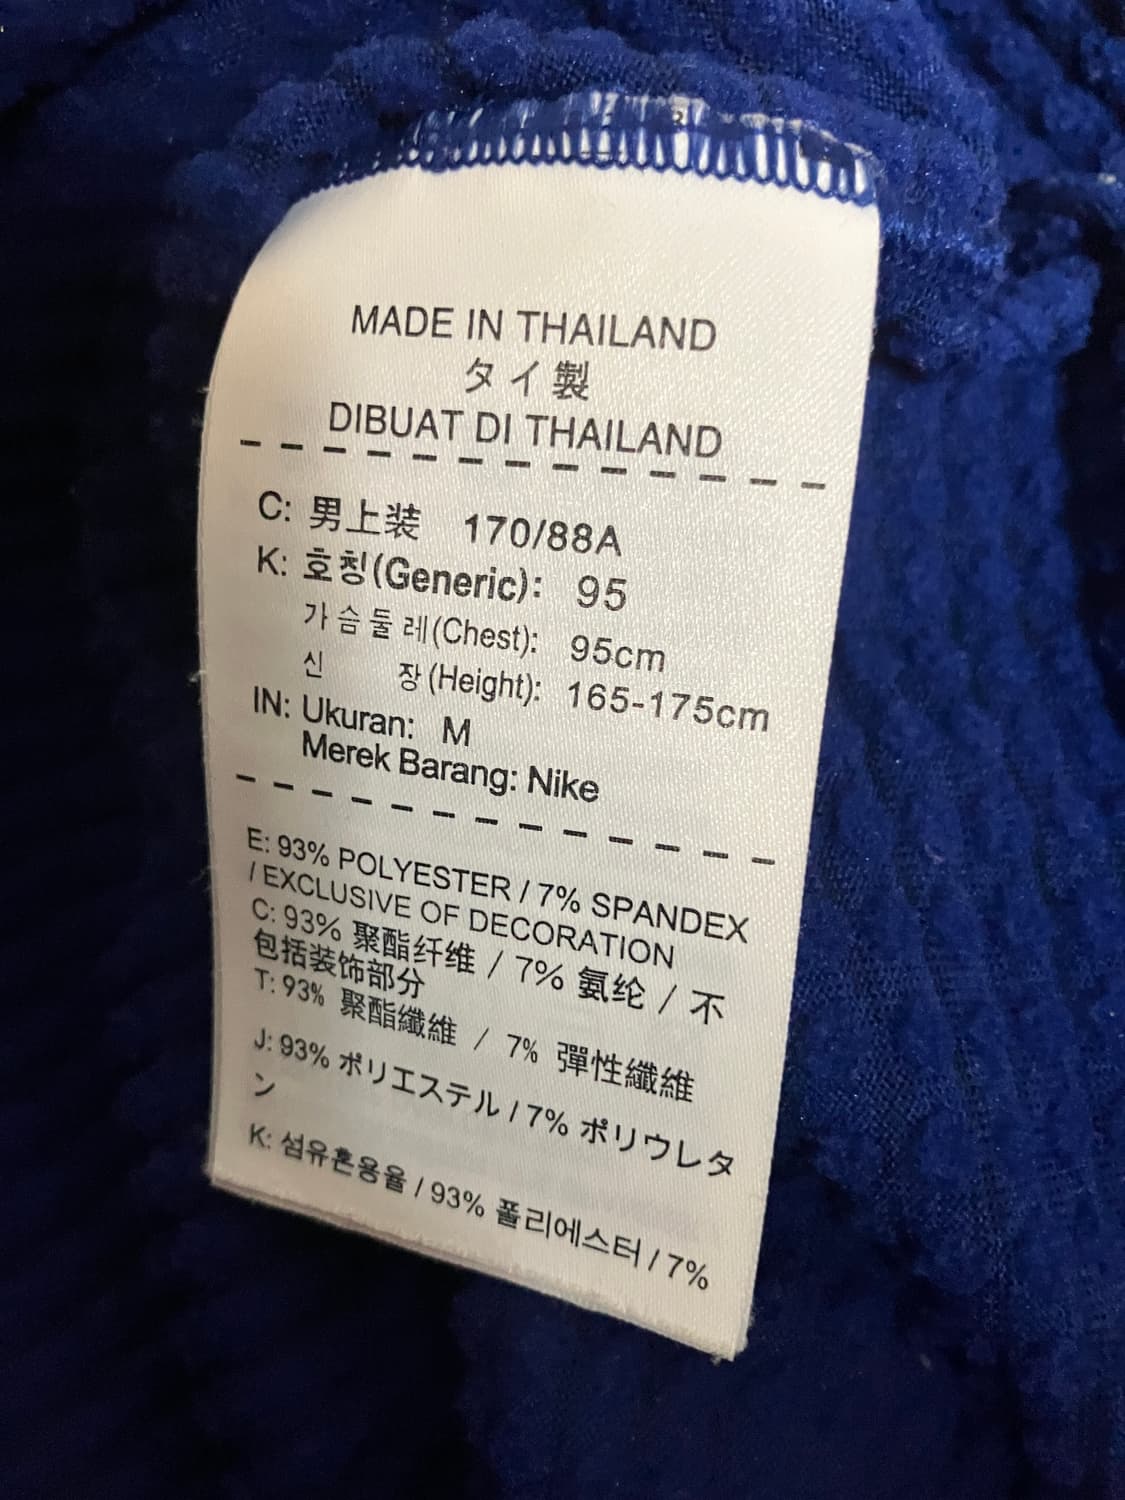 MADE IN THAILAND
タイ製
DIBUAT DI THAILAND
C: 男上装 170/88A
K: 호칭(Generic): 95
가슴둘레(Chest): 95cm
신 장(Height): 165-175cm
IN: Ukuran: M
Merek Barang: Nike
E: 93% POLYESTER / 7% SPANDEX
/ EXCLUSIVE OF DECORATION
C: 93% 聚酯纤维 / 7% 氨纶 / 不
包括装饰部分
T: 93% 聚酯纖維 / 7% 彈性纖維
J: 93% ポリエステル / 7% ポリウレタ
ン
K: 섬유혼용율 / 93% 폴리에스터 / 7%